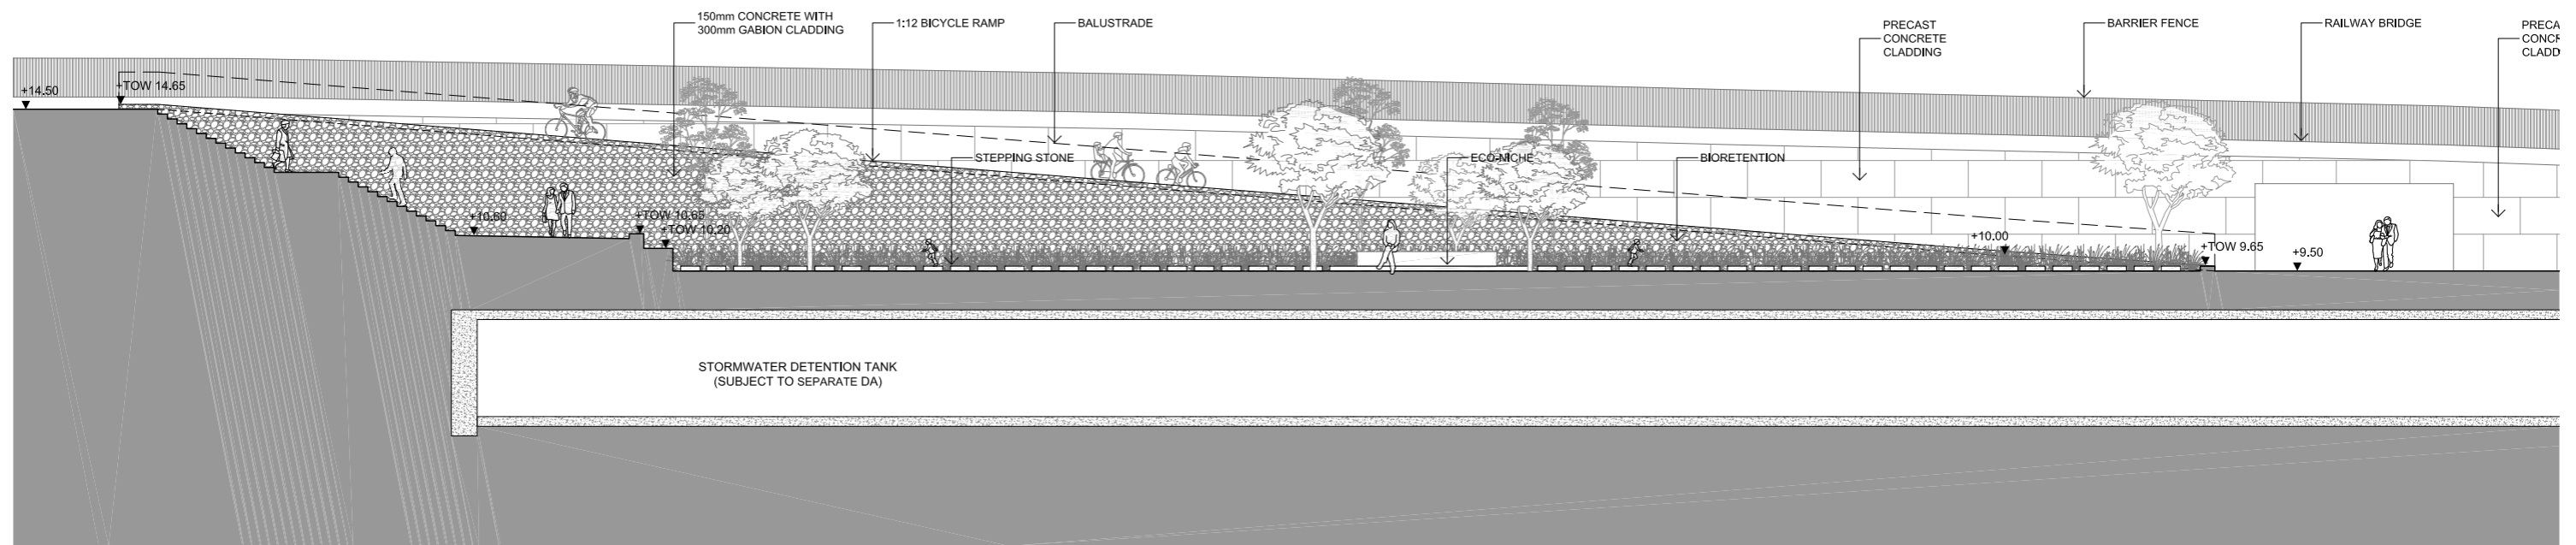 150mm CONCRETE WITH
300mm GABION CLADDING
1:12 BICYCLE RAMP
BALUSTRADE
PRECAST
CONCRETE
CLADDING
BARRIER FENCE
RAILWAY BRIDGE
PRECA
CONCR
CLADD
+14.50
+TOW 14.65
STEPPING STONE
ECO-NICHE
BIORETENTION
+10.60
+TOW 10.65
+TOW 10.20
+10.00
+TOW 9.65
+9.50
STORMWATER DETENTION TANK
(SUBJECT TO SEPARATE DA)